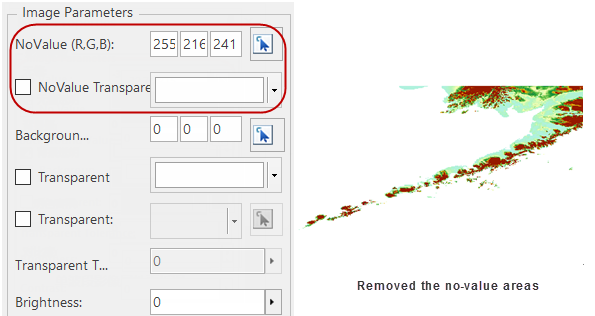 Image Parameters
NoValue (R,G,B): 255 216 241
NoValue Transpare
Backgroun... 0 0 0
Transparent
Transparent:
Transparent T... 0
Brightness: 0
Removed the no-value areas